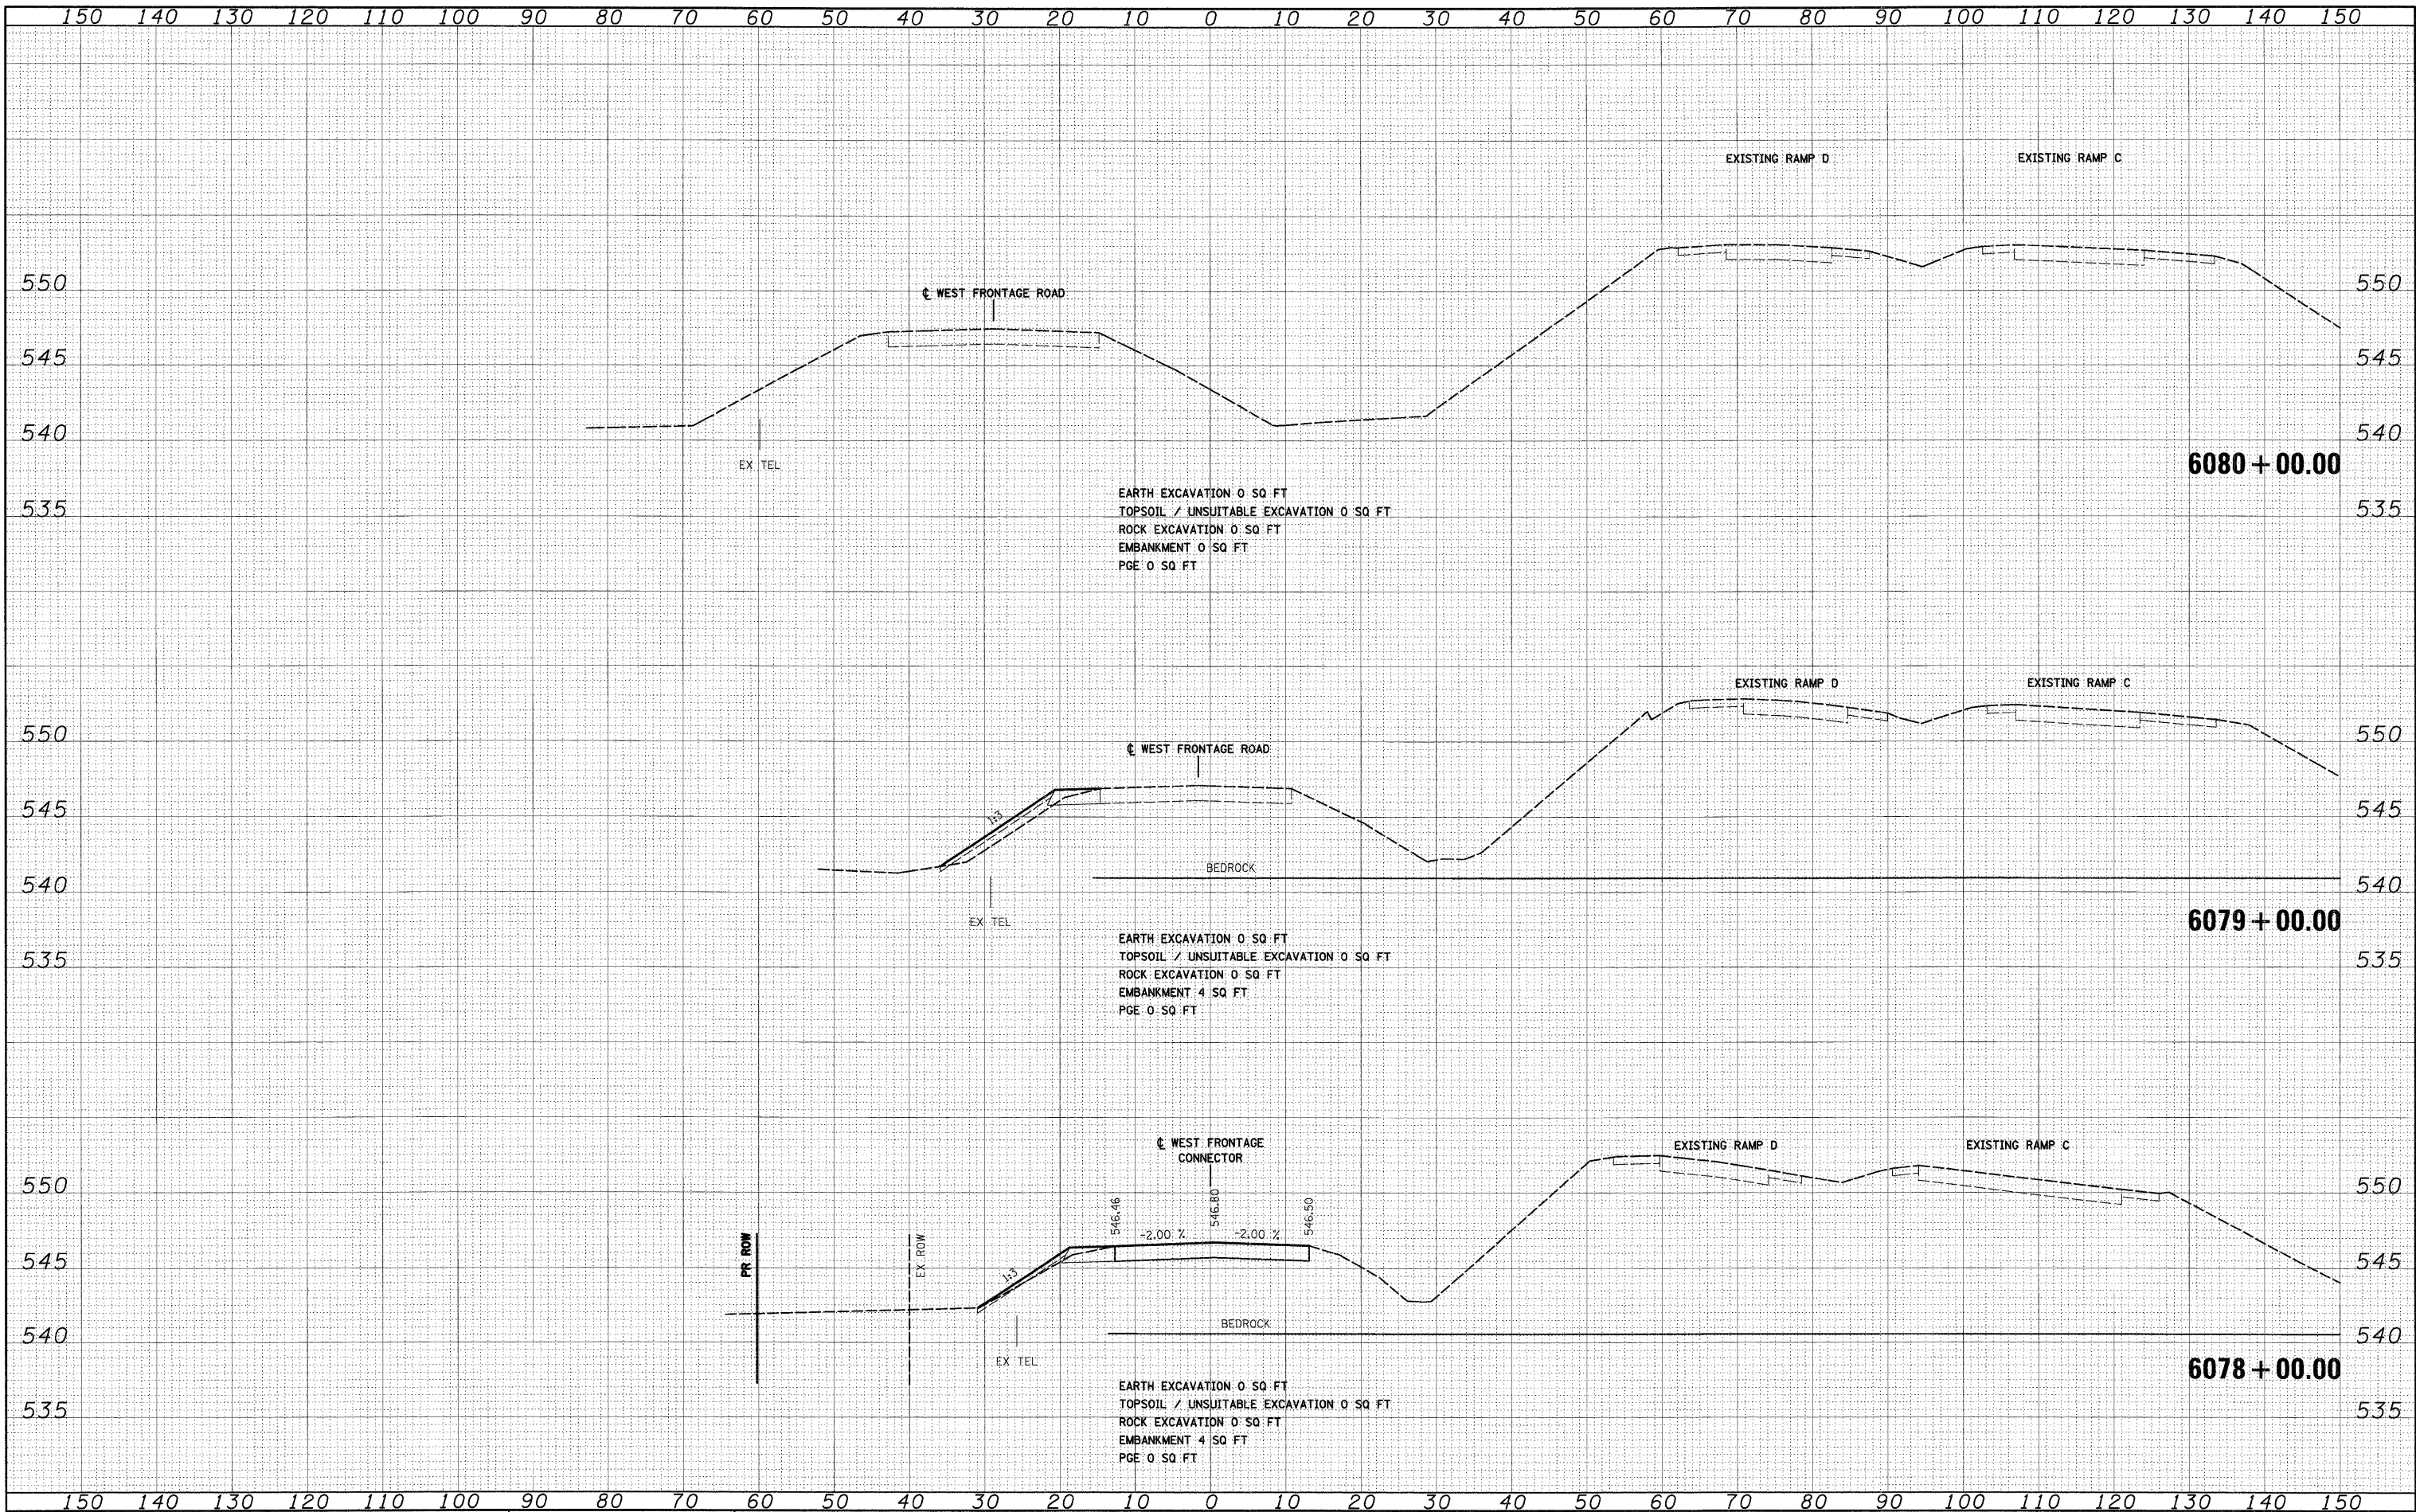 150 140 130 120 110 100 90 80 70 60 50 40 30 20 10 0 10 20 30 40 50 60 70 80 90 100 110 120 130 140 150
EXISTING RAMP D EXISTING RAMP C
550 550
℄ WEST FRONTAGE ROAD
545 545
540 540
EX TEL
6080+00.00
EARTH EXCAVATION 0 SQ FT
535 535
TOPSOIL / UNSUITABLE EXCAVATION 0 SQ FT
ROCK EXCAVATION 0 SQ FT
EMBANKMENT 0 SQ FT
PGE 0 SQ FT
EXISTING RAMP D EXISTING RAMP C
550 550
℄ WEST FRONTAGE ROAD
545 545
1:3
BEDROCK
540 540
EX TEL
6079+00.00
EARTH EXCAVATION 0 SQ FT
535 535
TOPSOIL / UNSUITABLE EXCAVATION 0 SQ FT
ROCK EXCAVATION 0 SQ FT
EMBANKMENT 4 SQ FT
PGE 0 SQ FT
℄ WEST FRONTAGE
CONNECTOR
EXISTING RAMP D EXISTING RAMP C
550 550
546.46 546.80 546.50
-2.00 % -2.00 %
PR ROW EX ROW
545 545
1:3
BEDROCK
540 540
EX TEL
6078+00.00
EARTH EXCAVATION 0 SQ FT
TOPSOIL / UNSUITABLE EXCAVATION 0 SQ FT
535 535
ROCK EXCAVATION 0 SQ FT
EMBANKMENT 4 SQ FT
PGE 0 SQ FT
150 140 130 120 110 100 90 80 70 60 50 40 30 20 10 0 10 20 30 40 50 60 70 80 90 100 110 120 130 140 150